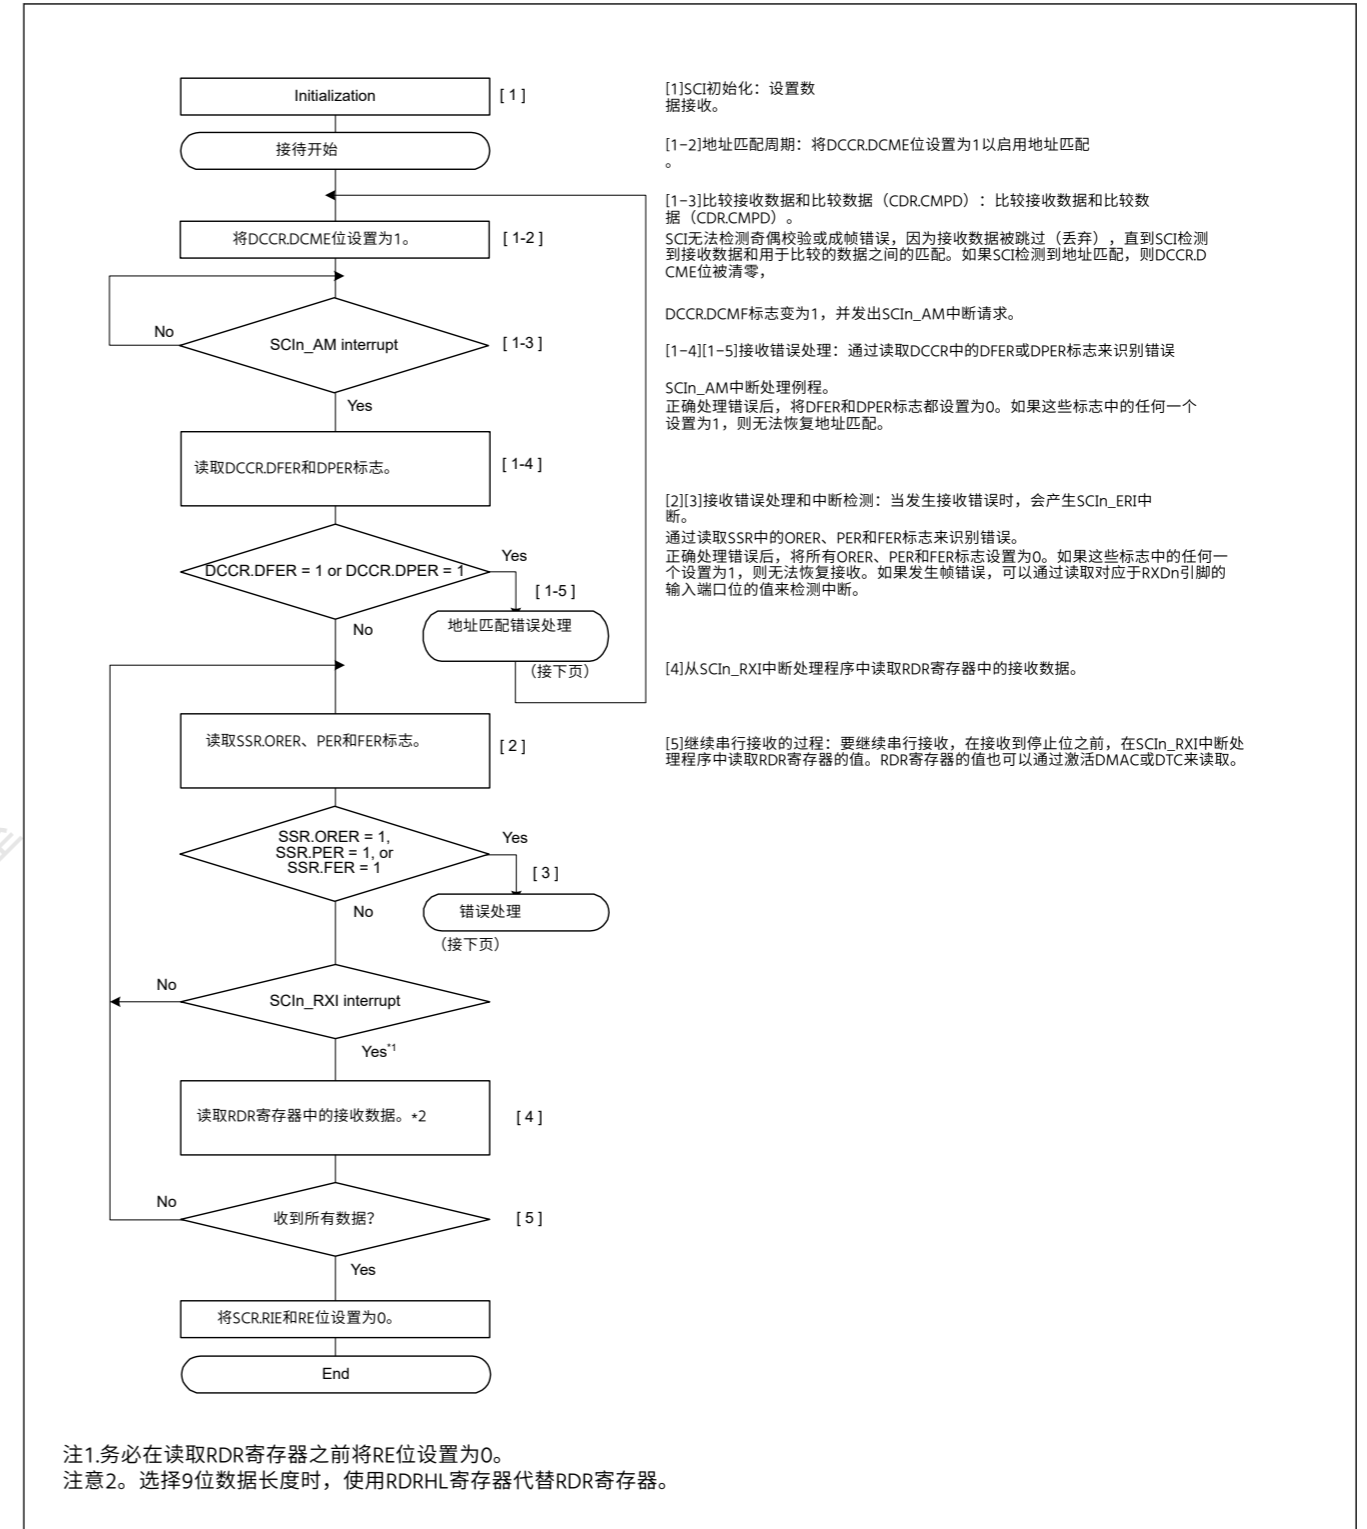 Initialization
[ 1 ]
接待开始
将DCCR.DCME位设置为1。
[ 1-2 ]
No
SCIn_AM interrupt
[ 1-3 ]
Yes
读取DCCR.DFER和DPER标志。
[ 1-4 ]
DCCR.DFER = 1 or DCCR.DPER = 1
Yes
[ 1-5 ]
地址匹配错误处理
(接下页)
No
读取SSR.ORER、PER和FER标志。
[ 2 ]
SSR.ORER = 1,
SSR.PER = 1, or
SSR.FER = 1
Yes
[ 3 ]
错误处理
(接下页)
No
No
SCIn_RXI interrupt
Yes*1
读取RDR寄存器中的接收数据。*2
[ 4 ]
No
收到所有数据?
[ 5 ]
Yes
将SCR.RIE和RE位设置为0。
End
[1]SCI初始化：设置数
据接收。
[1–2]地址匹配周期：将DCCR.DCME位设置为1以启用地址匹配
。
[1–3]比较接收数据和比较数据（CDR.CMPD）：比较接收数据和比较数
据（CDR.CMPD）。
SCI无法检测奇偶校验或成帧错误，因为接收数据被跳过（丢弃），直到SCI检测
到接收数据和用于比较的数据之间的匹配。如果SCI检测到地址匹配，则DCCR.D
CME位被清零，
DCCR.DCMF标志变为1，并发出SCIn_AM中断请求。
[1–4][1–5]接收错误处理：通过读取DCCR中的DFER或DPER标志来识别错误
SCIn_AM中断处理例程。
正确处理错误后，将DFER和DPER标志都设置为0。如果这些标志中的任何一个
设置为1，则无法恢复地址匹配。
[2][3]接收错误处理和中断检测：当发生接收错误时，会产生SCIn_ERI中
断。
通过读取SSR中的ORER、PER和FER标志来识别错误。
正确处理错误后，将所有ORER、PER和FER标志设置为0。如果这些标志中的任何一
个设置为1，则无法恢复接收。如果发生帧错误，可以通过读取对应于RXDn引脚的
输入端口位的值来检测中断。
[4]从SCIn_RXI中断处理程序中读取RDR寄存器中的接收数据。
[5]继续串行接收的过程：要继续串行接收，在接收到停止位之前，在SCIn_RXI中断处
理程序中读取RDR寄存器的值。RDR寄存器的值也可以通过激活DMAC或DTC来读取。
注1.务必在读取RDR寄存器之前将RE位设置为0。
注意2。选择9位数据长度时，使用RDRHL寄存器代替RDR寄存器。